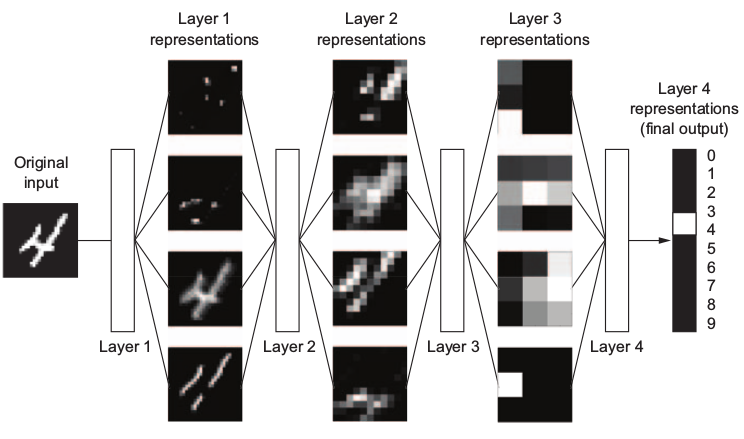 Layer 1
representations
Layer 2
representations
Layer 3
representations
Layer 4
representations
(final output)
Original
input
0
1
2
3
4
5
6
7
8
9
Layer 1
Layer 2
Layer 3
Layer 4